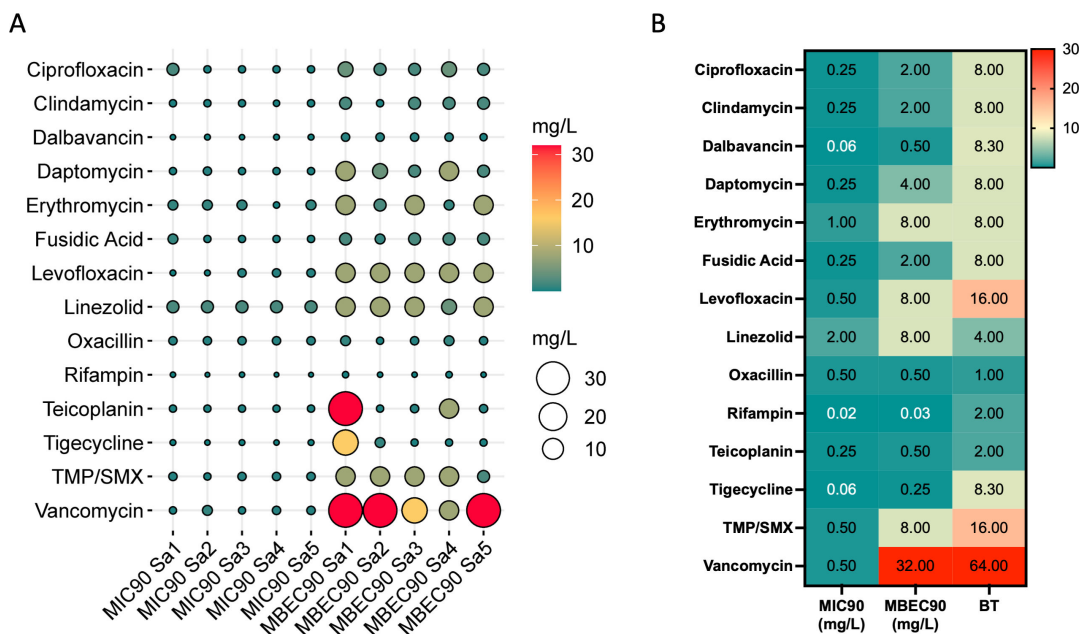 A
Ciprofloxacin
Clindamycin
Dalbavancin
Daptomycin
Erythromycin
Fusidic Acid
Levofloxacin
Linezolid
Oxacillin
Rifampin
Teicoplanin
Tigecycline
TMP/SMX
Vancomycin
MIC90 Sa1
MIC90 Sa2
MIC90 Sa3
MIC90 Sa4
MIC90 Sa5
MBEC90 Sa1
MBEC90 Sa2
MBEC90 Sa3
MBEC90 Sa4
MBEC90 Sa5
mg/L
30
20
10
mg/L
30
20
10
B
Ciprofloxacin 0.25 2.00 8.00
Clindamycin 0.25 2.00 8.00
Dalbavancin 0.06 0.50 8.30
Daptomycin 0.25 4.00 8.00
Erythromycin 1.00 8.00 8.00
Fusidic Acid 0.25 2.00 8.00
Levofloxacin 0.50 8.00 16.00
Linezolid 2.00 8.00 4.00
Oxacillin 0.50 0.50 1.00
Rifampin 0.02 0.03 2.00
Teicoplanin 0.25 0.50 2.00
Tigecycline 0.06 0.25 8.30
TMP/SMX 0.50 8.00 16.00
Vancomycin 0.50 32.00 64.00
MIC90 MBEC90 BT
(mg/L) (mg/L)
30
20
10